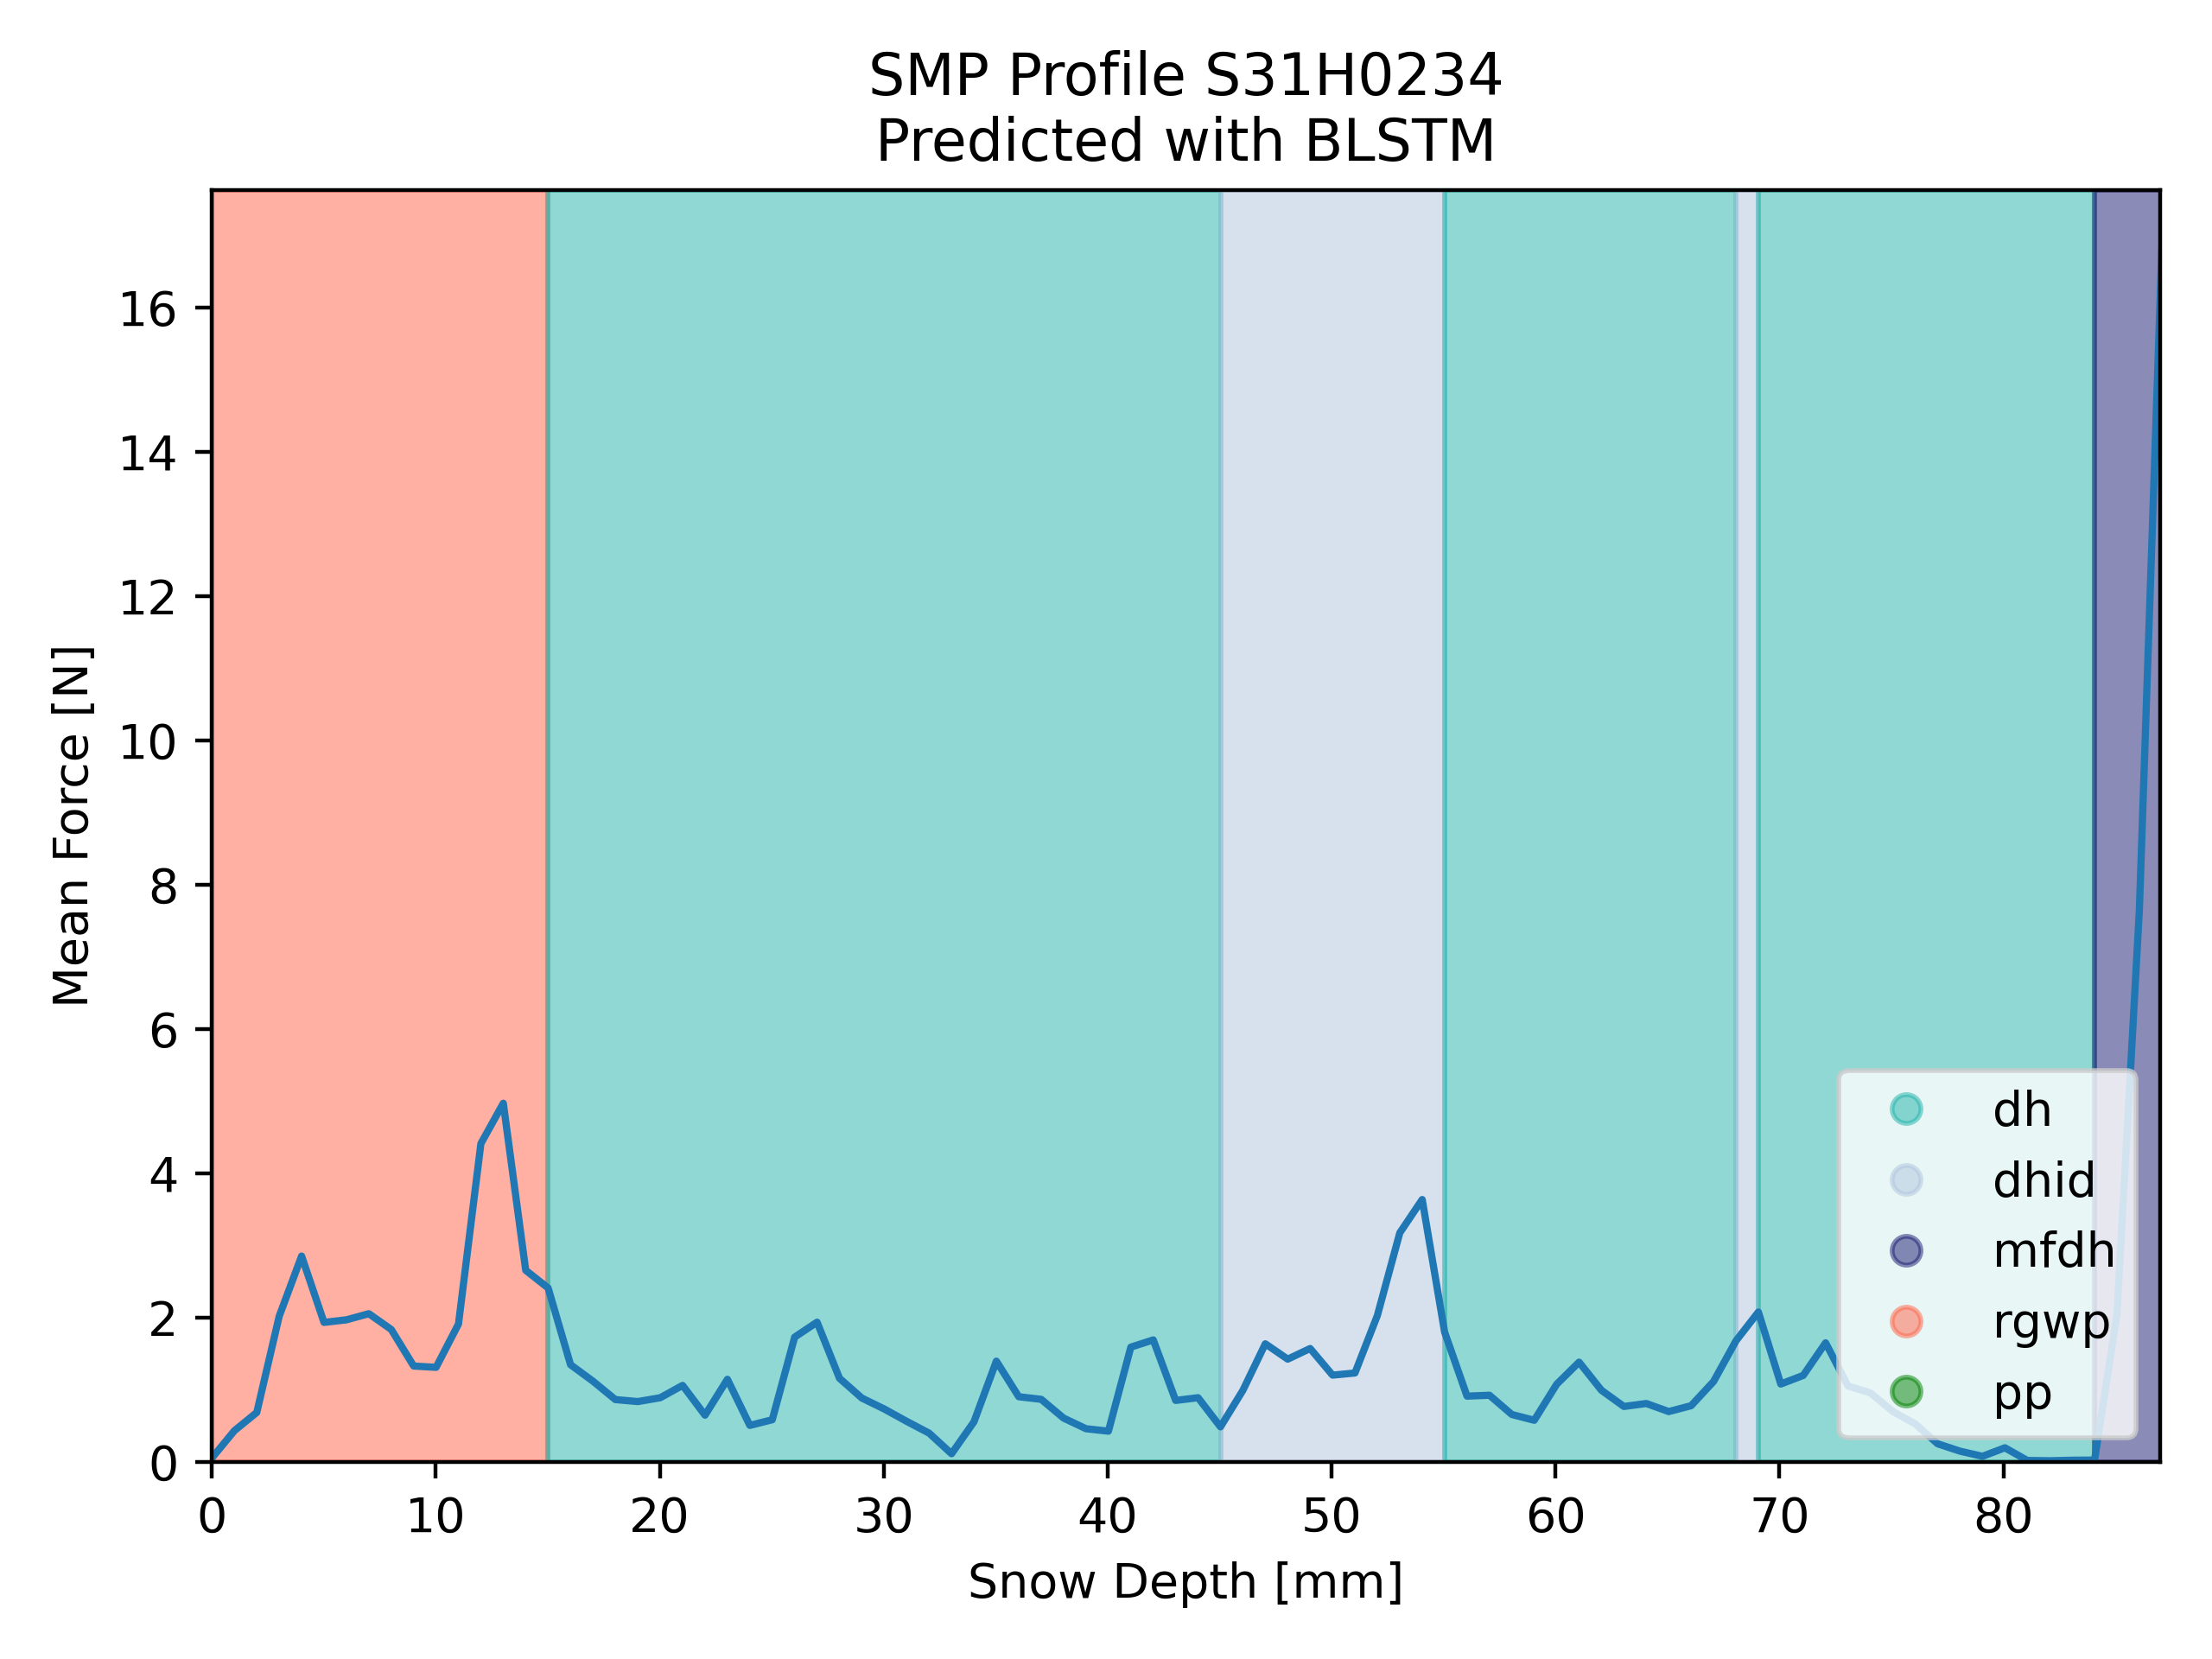 SMP Profile S31H0234
Predicted with BLSTM
Mean Force [N]
16
14
12
10
8
6
4
2
0
dh
dhid
mfdh
rgwp
pp
0 10 20 30 40 50 60 70 80
Snow Depth [mm]